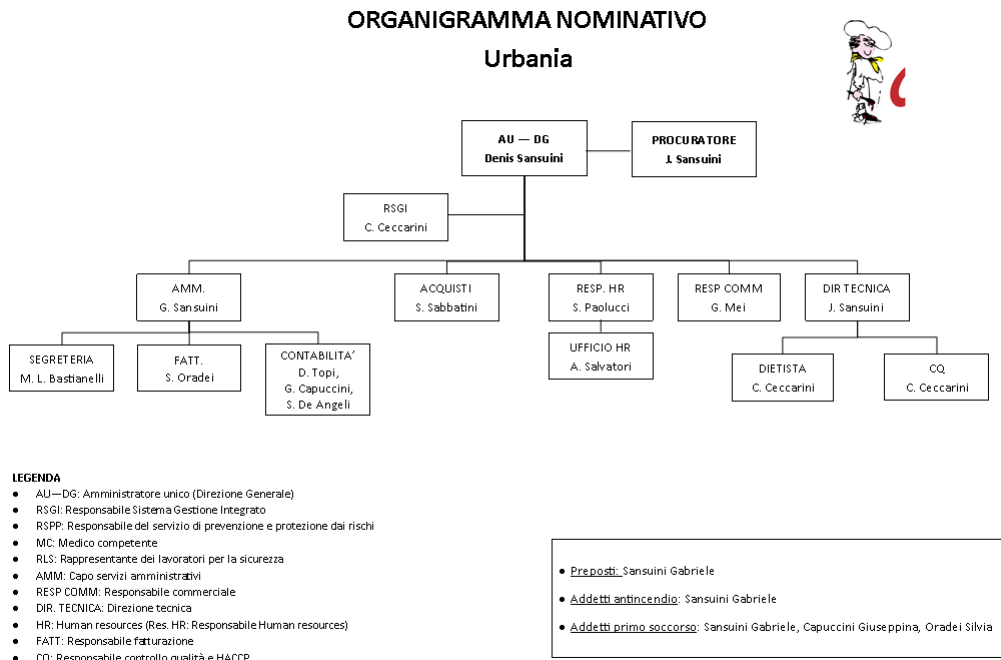 ORGANIGRAMMA NOMINATIVO
Urbania
AU — DG
Denis Sansuini
PROCURATORE
J. Sansuini
RSGI
C. Ceccarini
AMM.
G. Sansuini
ACQUISTI
S. Sabbatini
RESP. HR
S. Paolucci
RESP COMM
G. Mei
DIR TECNICA
J. Sansuini
SEGRETERIA
M. L. Bastianelli
FATT.
S. Oradei
CONTABILITA'
D. Topi,
G. Capuccini,
S. De Angeli
UFFICIO HR
A. Salvatori
DIETISTA
C. Ceccarini
CQ
C. Ceccarini
LEGENDA
• AU—DG: Amministratore unico (Direzione Generale)
• RSGI: Responsabile Sistema Gestione Integrato
• RSPP: Responsabile del servizio di prevenzione e protezione dai rischi
• MC: Medico competente
• RLS: Rappresentante dei lavoratori per la sicurezza
• AMM: Capo servizi amministrativi
• RESP COMM: Responsabile commerciale
• DIR. TECNICA: Direzione tecnica
• HR: Human resources (Res. HR: Responsabile Human resources)
• FATT: Responsabile fatturazione
• CQ: Responsabile controllo qualità e HACCP
• Preposti: Sansuini Gabriele
• Addetti antincendio: Sansuini Gabriele
• Addetti primo soccorso: Sansuini Gabriele, Capuccini Giuseppina, Oradei Silvia